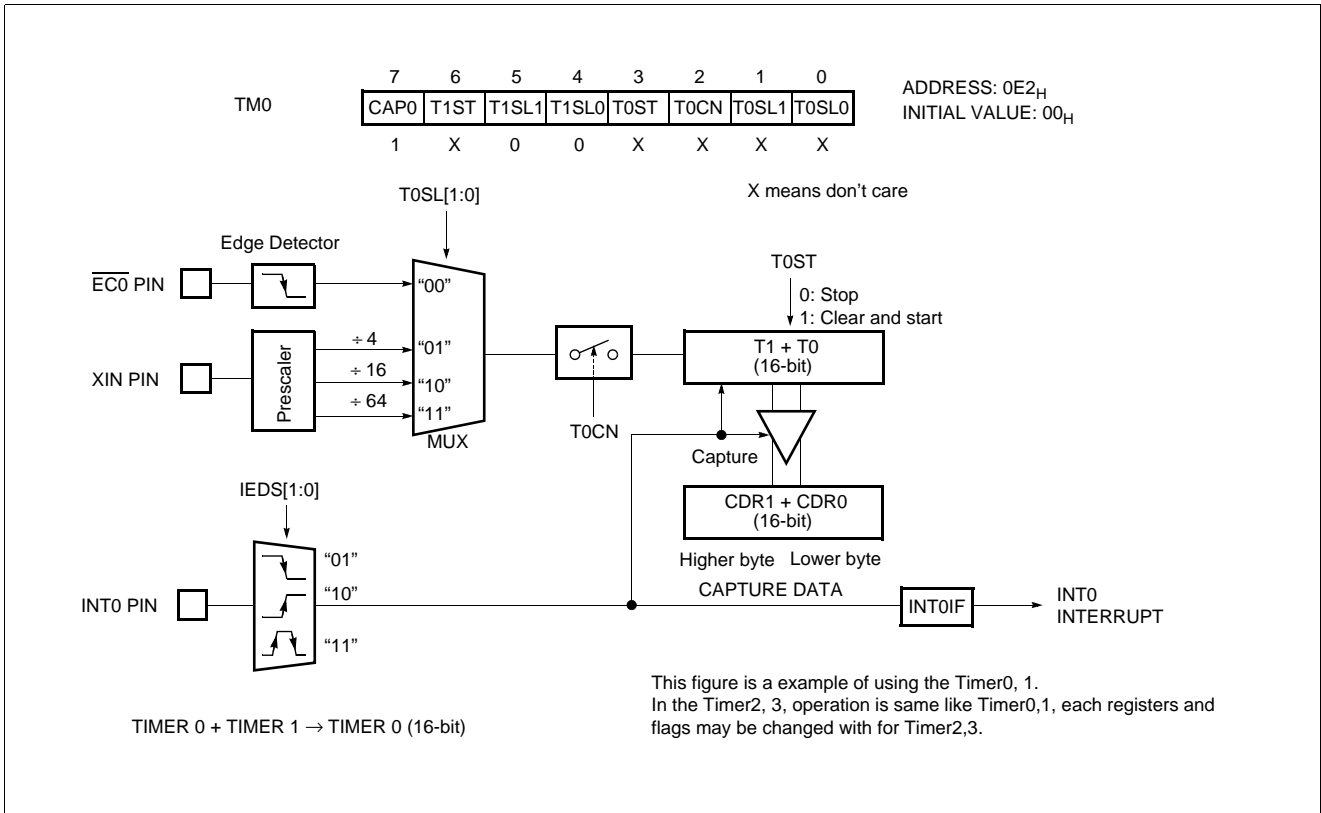 7 6 5 4 3 2 1 0
TM0 CAP0 T1ST T1SL1 T1SL0 T0ST T0CN T0SL1 T0SL0
ADDRESS: 0E2H
INITIAL VALUE: 00H
1 X 0 0 X X X X
X means don’t care
T0SL[1:0]
Edge Detector
EC0 PIN
“00”
T0ST
0: Stop
1: Clear and start
XIN PIN
Prescaler
÷ 4
“01”
÷ 16
“10”
÷ 64
“11”
MUX
T0CN
T1 + T0
(16-bit)
Capture
CDR1 + CDR0
(16-bit)
Higher byte Lower byte
CAPTURE DATA
IEDS[1:0]
INT0 PIN
“01”
“10”
“11”
INT0IF
INT0
INTERRUPT
TIMER 0 + TIMER 1 → TIMER 0 (16-bit)
This figure is a example of using the Timer0, 1.
In the Timer2, 3, operation is same like Timer0,1, each registers and
flags may be changed with for Timer2,3.